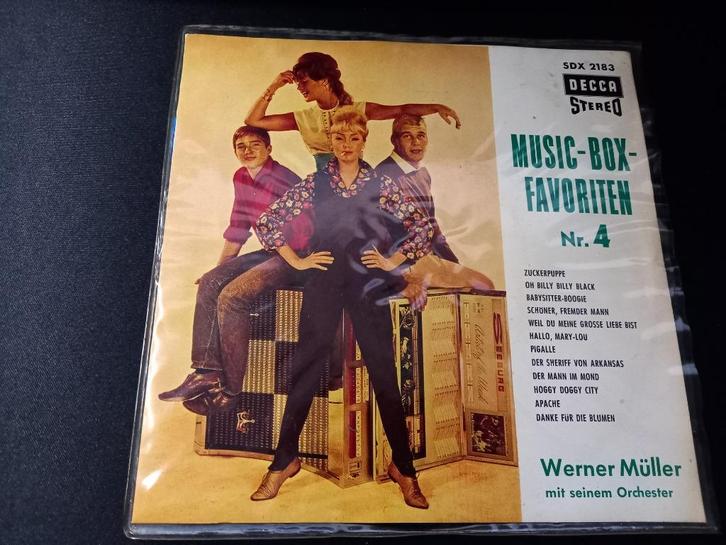 SDX 2183
DECCA
STEREO
MUSIC-BOX-
FAVORITEN
Nr. 4
ZUCKERPUPPE
OH BILLY BILLY BLACK
BABYSITTER-BOOGIE
SCHÖNER, FREMDER MANN
WEIL DU MEINE GROSSE LIEBE BIST
HALLO, MARY-LOU
PIGALLE
DER SHERIFF VON ARKANSAS
DER MANN IM MOND
HOGGY DOGGY CITY
APACHE
DANKE FÜR DIE BLUMEN
Werner Müller
mit seinem Orchester
SEEBURG